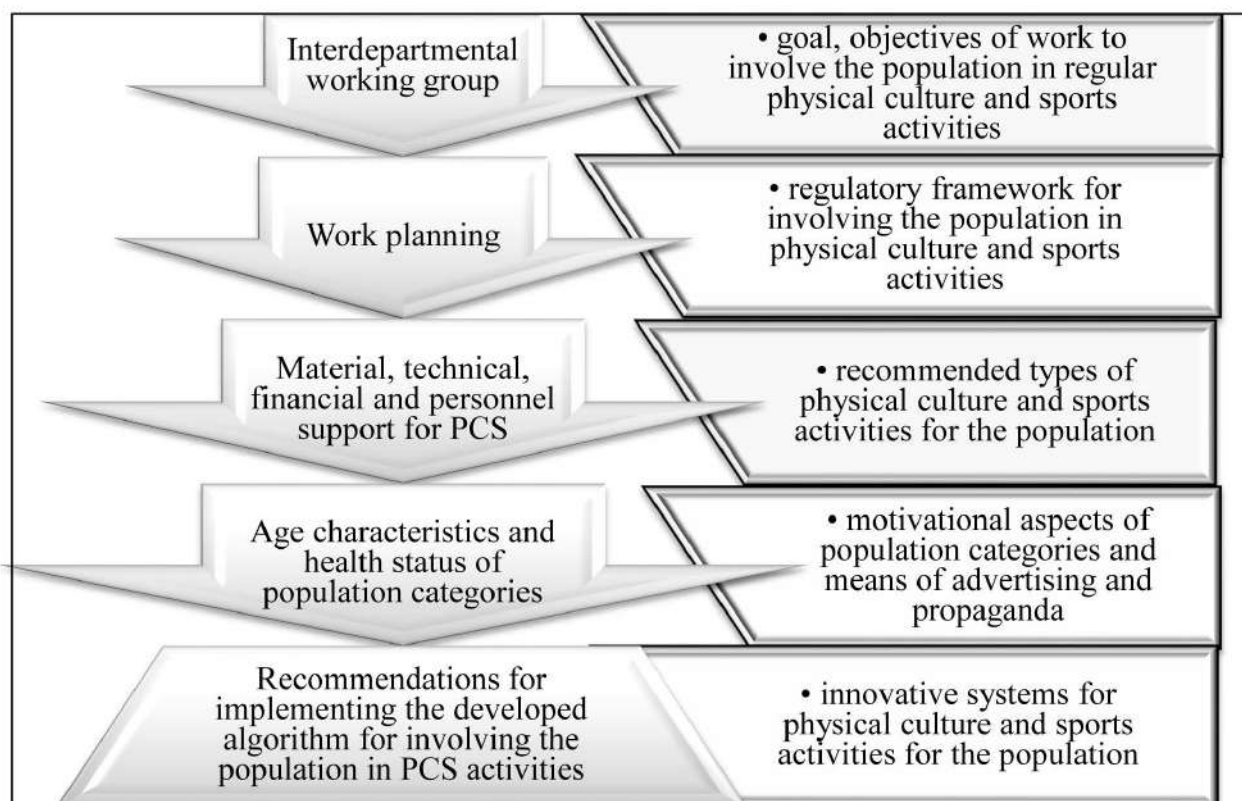 Interdepartmental
working group
• goal, objectives of work to
involve the population in regular
physical culture and sports
activities
Work planning
• regulatory framework for
involving the population in
physical culture and sports
activities
Material, technical,
financial and personnel
support for PCS
• recommended types of
physical culture and sports
activities for the population
Age characteristics and
health status of
population categories
• motivational aspects of
population categories and
means of advertising and
propaganda
Recommendations for
implementing the developed
algorithm for involving the
population in PCS activities
• innovative systems for
physical culture and sports
activities for the population